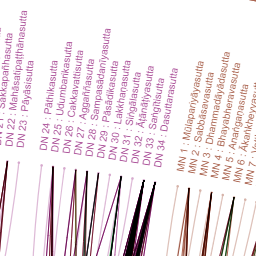 DN 21 : Sakkapañhasutta
DN 22 : Mahāsatipaṭṭhānasutta
DN 23 : Pāyāsisutta
DN 24 : Pāthikasutta
DN 25 : Udumbarikasutta
DN 26 : Cakkavattisutta
DN 27 : Aggaññasutta
DN 28 : Sampasādanīyasutta
DN 29 : Pāsādikasutta
DN 30 : Lakkhaṇasutta
DN 31 : Siṅgālasutta
DN 32 : Āṭānāṭiyasutta
DN 33 : Saṅgītisutta
DN 34 : Dasuttarasutta
MN 1 : Mūlapariyāyasutta
MN 2 : Sabbāsavasutta
MN 3 : Dhammadāyādasutta
MN 4 : Bhayabheravasutta
MN 5 : Anaṅgaṇasutta
MN 6 : Ākaṅkheyyasutta
MN 7 :